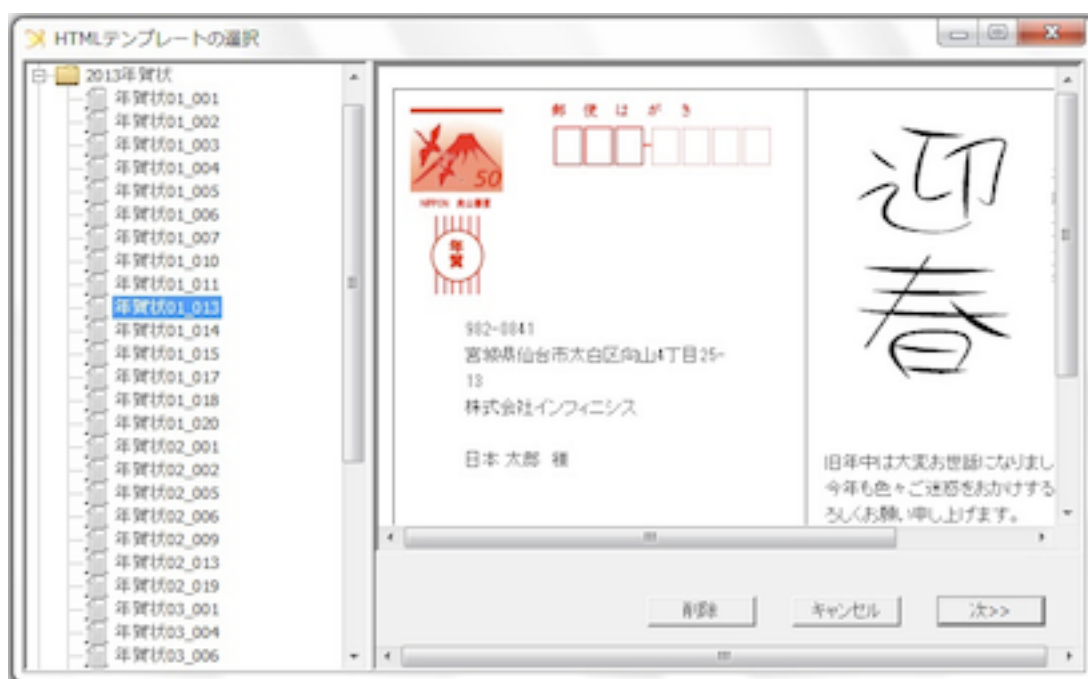 HTMLテンプレートの選択
2013年賀状
年賀状01_001
年賀状01_002
年賀状01_003
年賀状01_004
年賀状01_005
年賀状01_006
年賀状01_007
年賀状01_010
年賀状01_011
年賀状01_013
年賀状01_014
年賀状01_015
年賀状01_017
年賀状01_018
年賀状01_020
年賀状02_001
年賀状02_002
年賀状02_005
年賀状02_006
年賀状02_009
年賀状02_013
年賀状02_019
年賀状03_001
年賀状03_004
年賀状03_006
郵便はがき
50
NIPPON
年賀
982-0841
宮城県仙台市太白区向山4丁目25-
13
株式会社インフィニシス
日本 太郎 様
迎春
旧年中は大変お世話になりまし
今年も色々ご迷惑をおかけする
ろしくお願い申し上げます。
削除
キャンセル
次>>